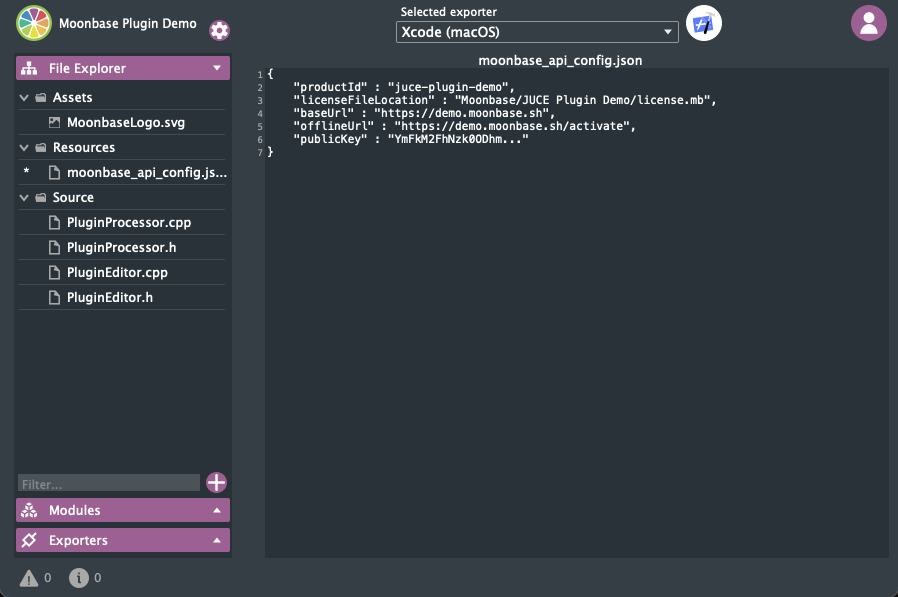 Moonbase Plugin Demo
Selected exporter
Xcode (macOS)
File Explorer
Assets
MoonbaseLogo.svg
Resources
* moonbase_api_config.js...
Source
PluginProcessor.cpp
PluginProcessor.h
PluginEditor.cpp
PluginEditor.h
Filter...
Modules
Exporters
0
0
moonbase_api_config.json
1 {
2 "productId" : "juce-plugin-demo",
3 "licenseFileLocation" : "Moonbase/JUCE Plugin Demo/license.mb",
4 "baseUrl" : "https://demo.moonbase.sh",
5 "offlineUrl" : "https://demo.moonbase.sh/activate",
6 "publicKey" : "YmFkM2FhNzk0ODhm..."
7 }